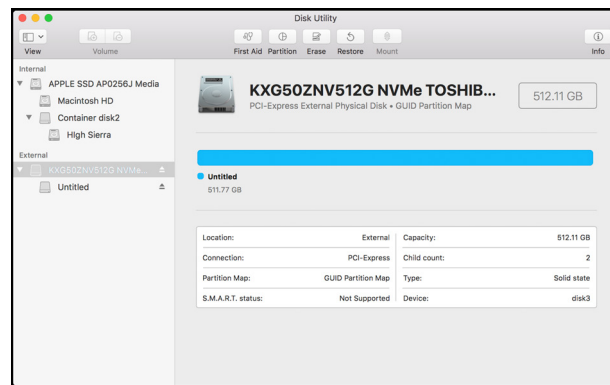 Disk Utility
View
Volume
First Aid Partition Erase Restore Mount
Info
Internal
APPLE SSD AP0256J Media
Macintosh HD
Container disk2
High Sierra
External
KXG50ZNV512G NVMe...
Untitled
KXG50ZNV512G NVMe TOSHIB...
PCI-Express External Physical Disk • GUID Partition Map
512.11 GB
Untitled
511.77 GB
Location: External Capacity: 512.11 GB
Connection: PCI-Express Child count: 2
Partition Map: GUID Partition Map Type: Solid state
S.M.A.R.T. status: Not Supported Device: disk3